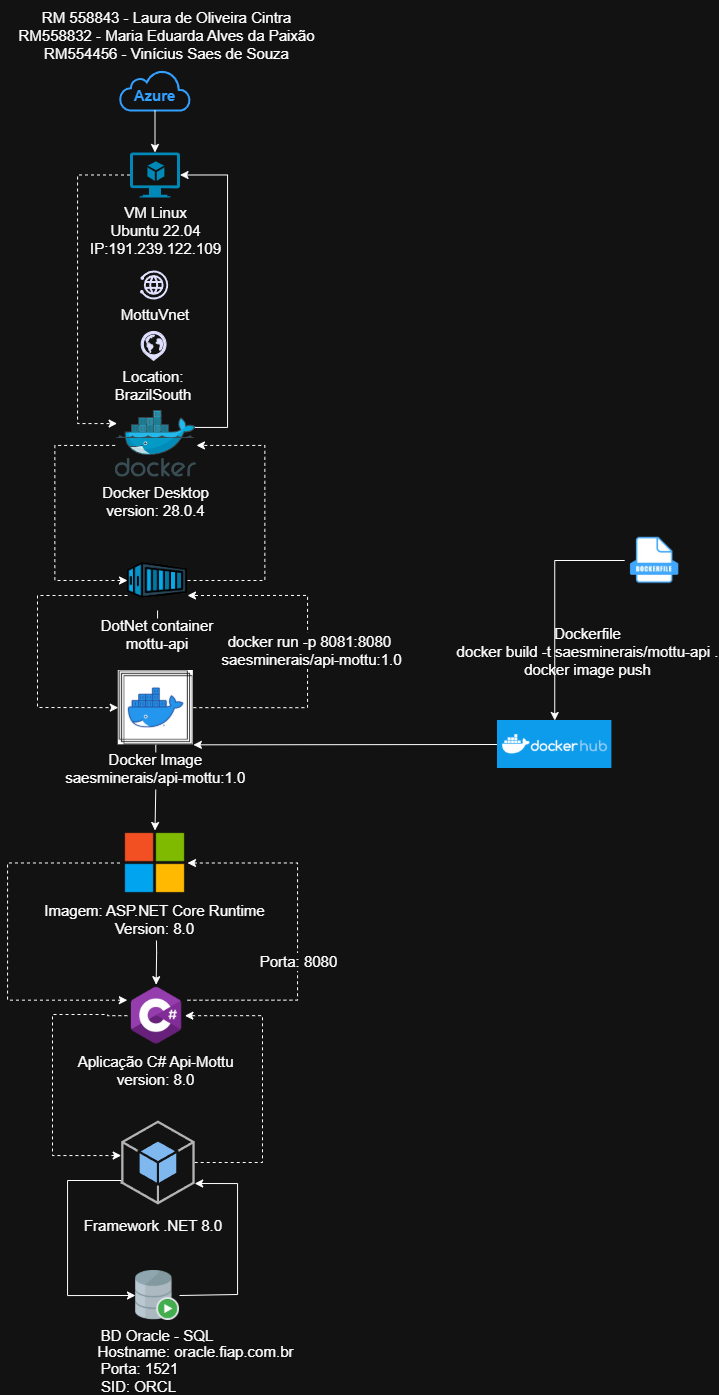 RM 558843 - Laura de Oliveira Cintra
RM558832 - Maria Eduarda Alves da Paixão
RM554456 - Vinícius Saes de Souza
Azure
VM Linux
Ubuntu 22.04
IP:191.239.122.109
MottuVnet
Location:
BrazilSouth
docker
Docker Desktop
version: 28.0.4
DOCKERFILE
DotNet container
mottu-api
docker run -p 8081:8080
saesminerais/api-mottu:1.0
Dockerfile
docker build -t saesminerais/mottu-api .
docker image push
dockerhub
Docker Image
saesminerais/api-mottu:1.0
Imagem: ASP.NET Core Runtime
Version: 8.0
Porta: 8080
C#
Aplicação C# Api-Mottu
version: 8.0
Framework .NET 8.0
BD Oracle - SQL
Hostname: oracle.fiap.com.br
Porta: 1521
SID: ORCL